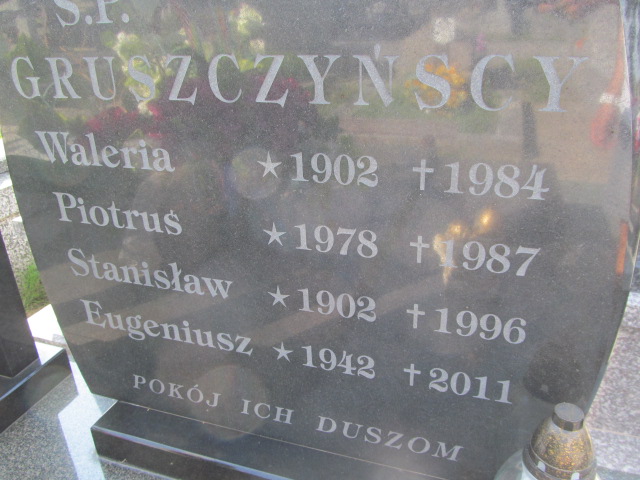 Ś.P.
GRUSZCZYŃSCY
Waleria ★ 1902 † 1984
Piotruś ★ 1978 † 1987
Stanisław ★ 1902 † 1996
Eugeniusz ★ 1942 † 2011
POKÓJ ICH DUSZOM